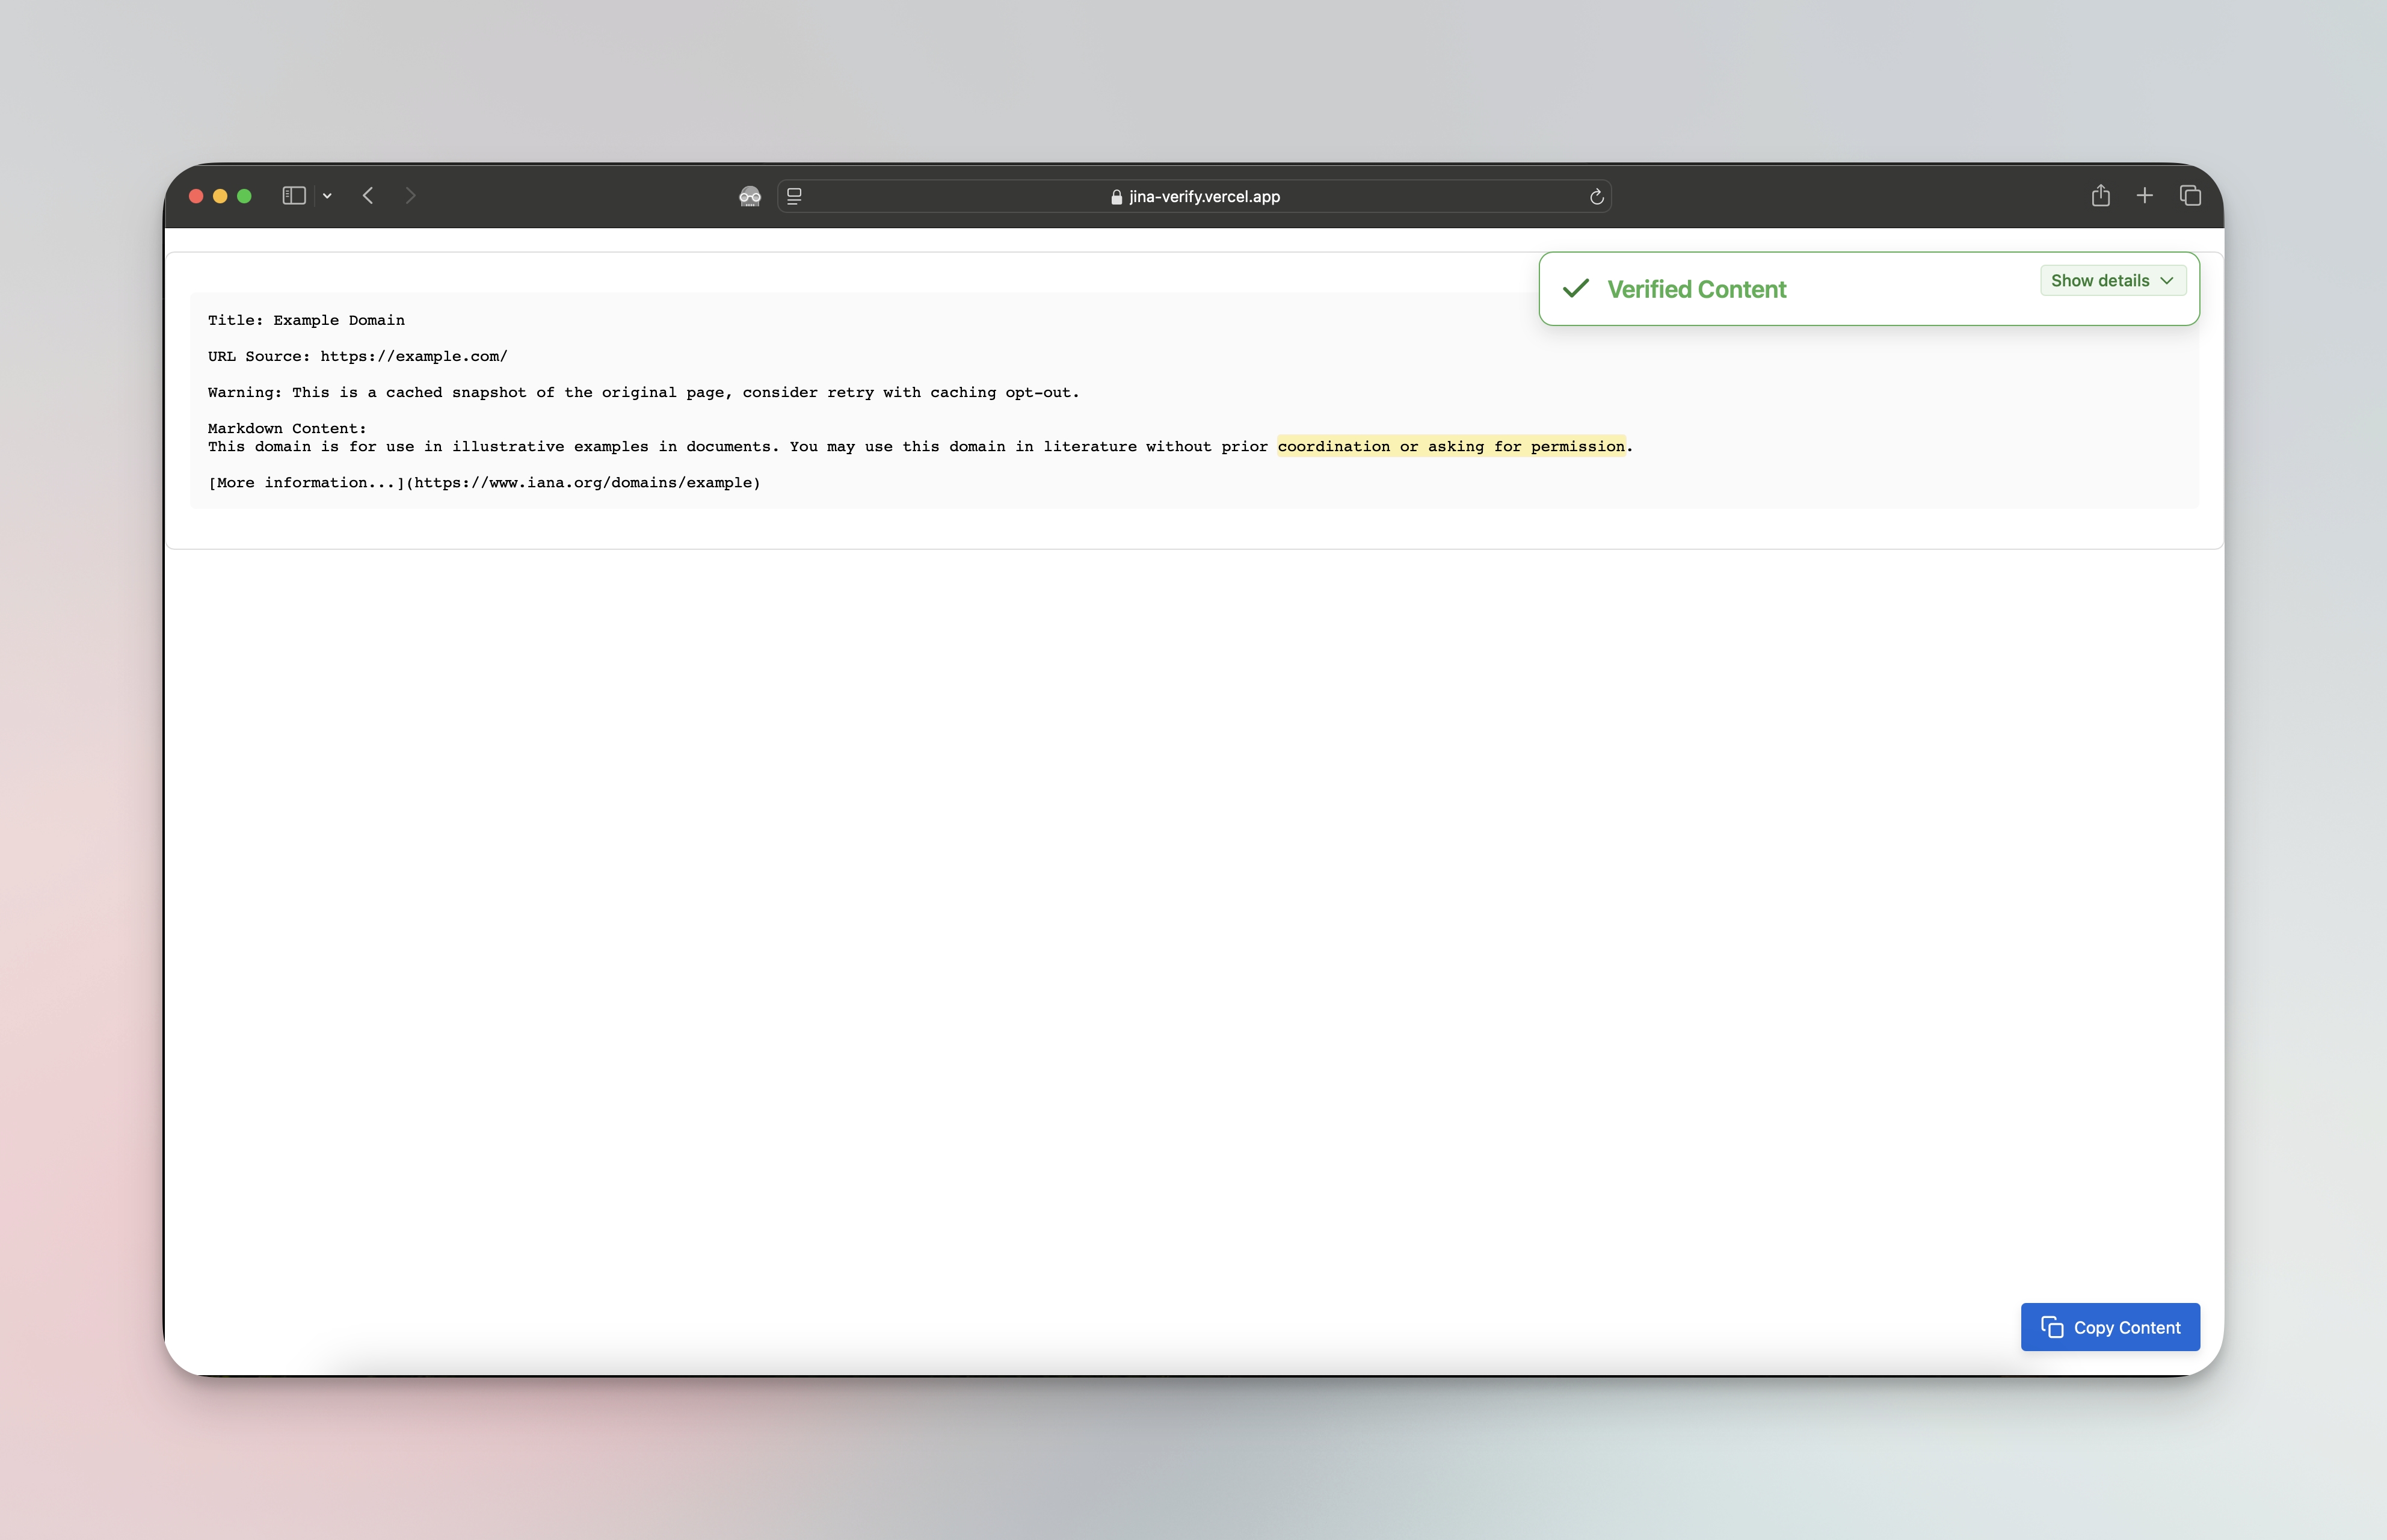 jina-verify.vercel.app
Verified Content
Show details
Title: Example Domain
URL Source: https://example.com/
Warning: This is a cached snapshot of the original page, consider retry with caching opt-out.
Markdown Content:
This domain is for use in illustrative examples in documents. You may use this domain in literature without prior coordination or asking for permission.
[More information...](https://www.iana.org/domains/example)
Copy Content